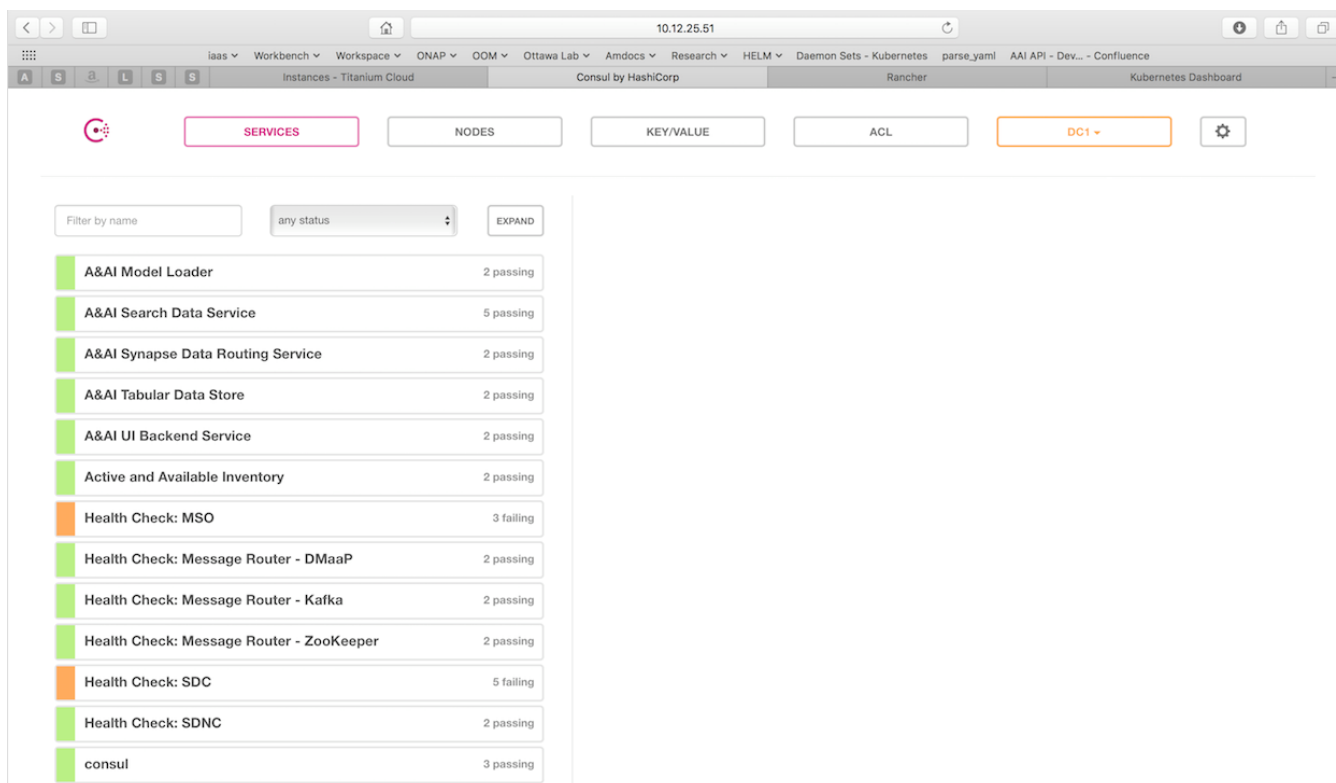 10.12.25.51
iaas Workbench Workspace ONAP OOM Ottawa Lab Amdocs Research HELM Daemon Sets - Kubernetes parse_yaml AAI API - Dev... - Confluence
A S a L S S Instances - Titanium Cloud Consul by HashiCorp Rancher Kubernetes Dashboard
SERVICES NODES KEY/VALUE ACL DC1
Filter by name any status EXPAND
A&AI Model Loader 2 passing
A&AI Search Data Service 5 passing
A&AI Synapse Data Routing Service 2 passing
A&AI Tabular Data Store 2 passing
A&AI UI Backend Service 2 passing
Active and Available Inventory 2 passing
Health Check: MSO 3 failing
Health Check: Message Router - DMaaP 2 passing
Health Check: Message Router - Kafka 2 passing
Health Check: Message Router - ZooKeeper 2 passing
Health Check: SDC 5 failing
Health Check: SDNC 2 passing
consul 3 passing